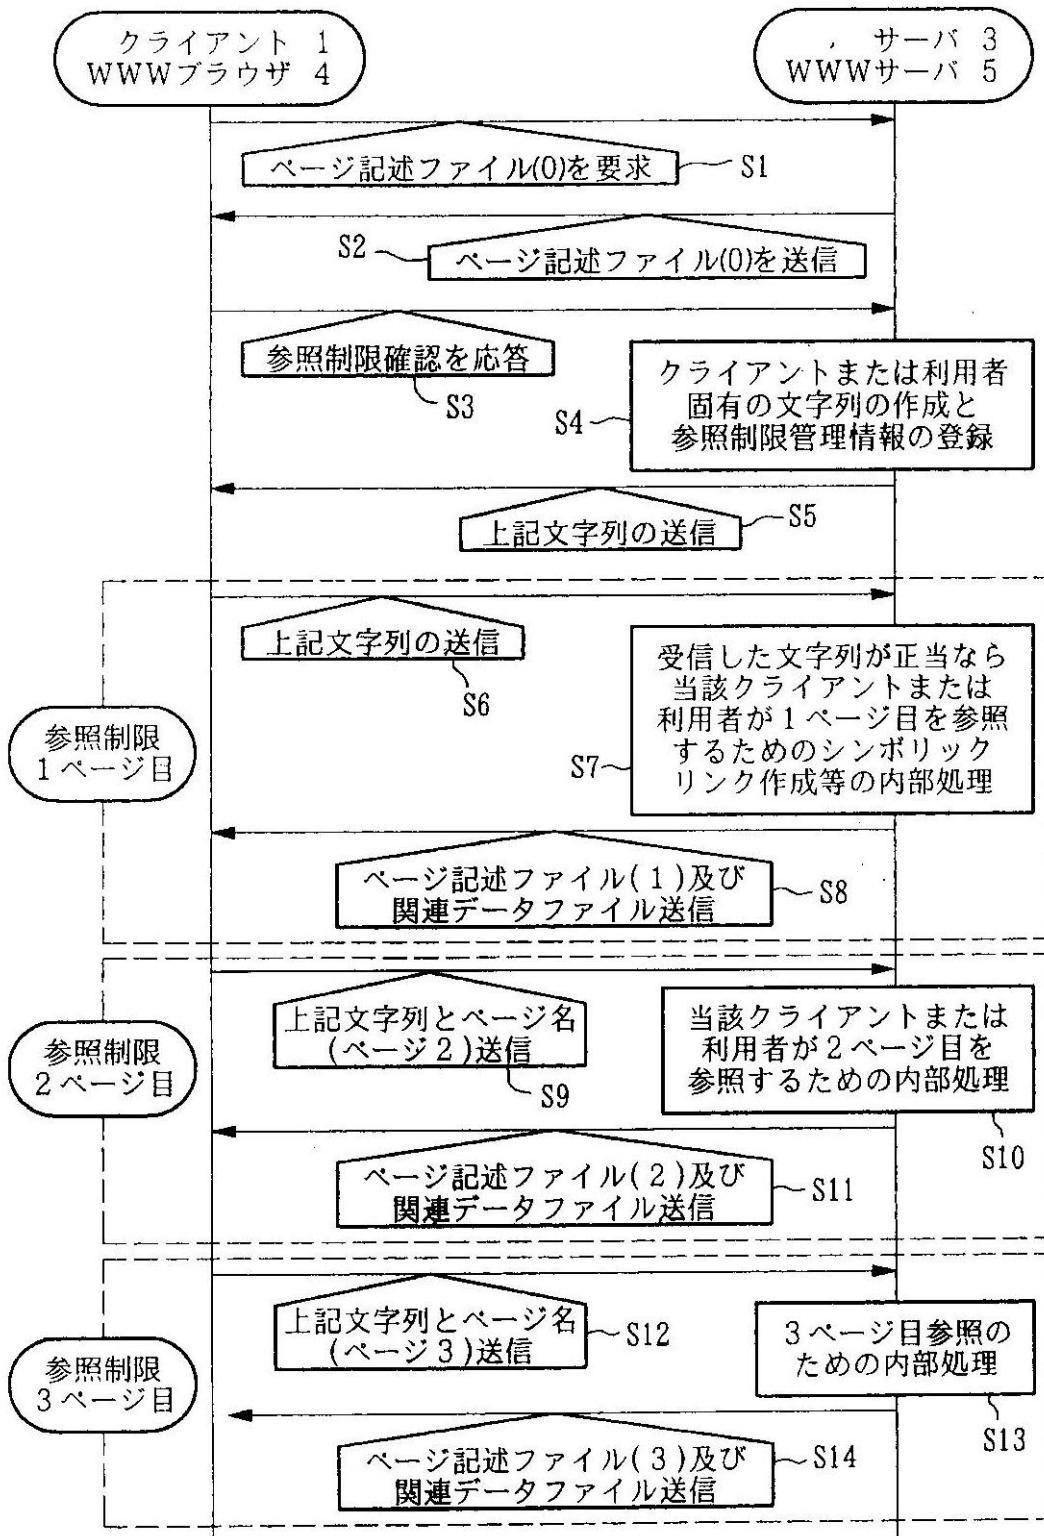 クライアント 1
WWWブラウザ 4
サーバ 3
WWWサーバ 5
ページ記述ファイル(0)を要求
S1
S2
ページ記述ファイル(0)を送信
参照制限確認を応答
S3
S4
クライアントまたは利用者
固有の文字列の作成と
参照制限管理情報の登録
上記文字列の送信
S5
上記文字列の送信
S6
参照制限
1ページ目
S7
受信した文字列が正当なら
当該クライアントまたは
利用者が1ページ目を参照
するためのシンボリック
リンク作成等の内部処理
ページ記述ファイル(1)及び
関連データファイル送信
S8
参照制限
2ページ目
上記文字列とページ名
(ページ2)送信
S9
当該クライアントまたは
利用者が2ページ目を
参照するための内部処理
S10
ページ記述ファイル(2)及び
関連データファイル送信
S11
参照制限
3ページ目
上記文字列とページ名
(ページ3)送信
S12
3ページ目参照の
ための内部処理
S13
ページ記述ファイル(3)及び
関連データファイル送信
S14